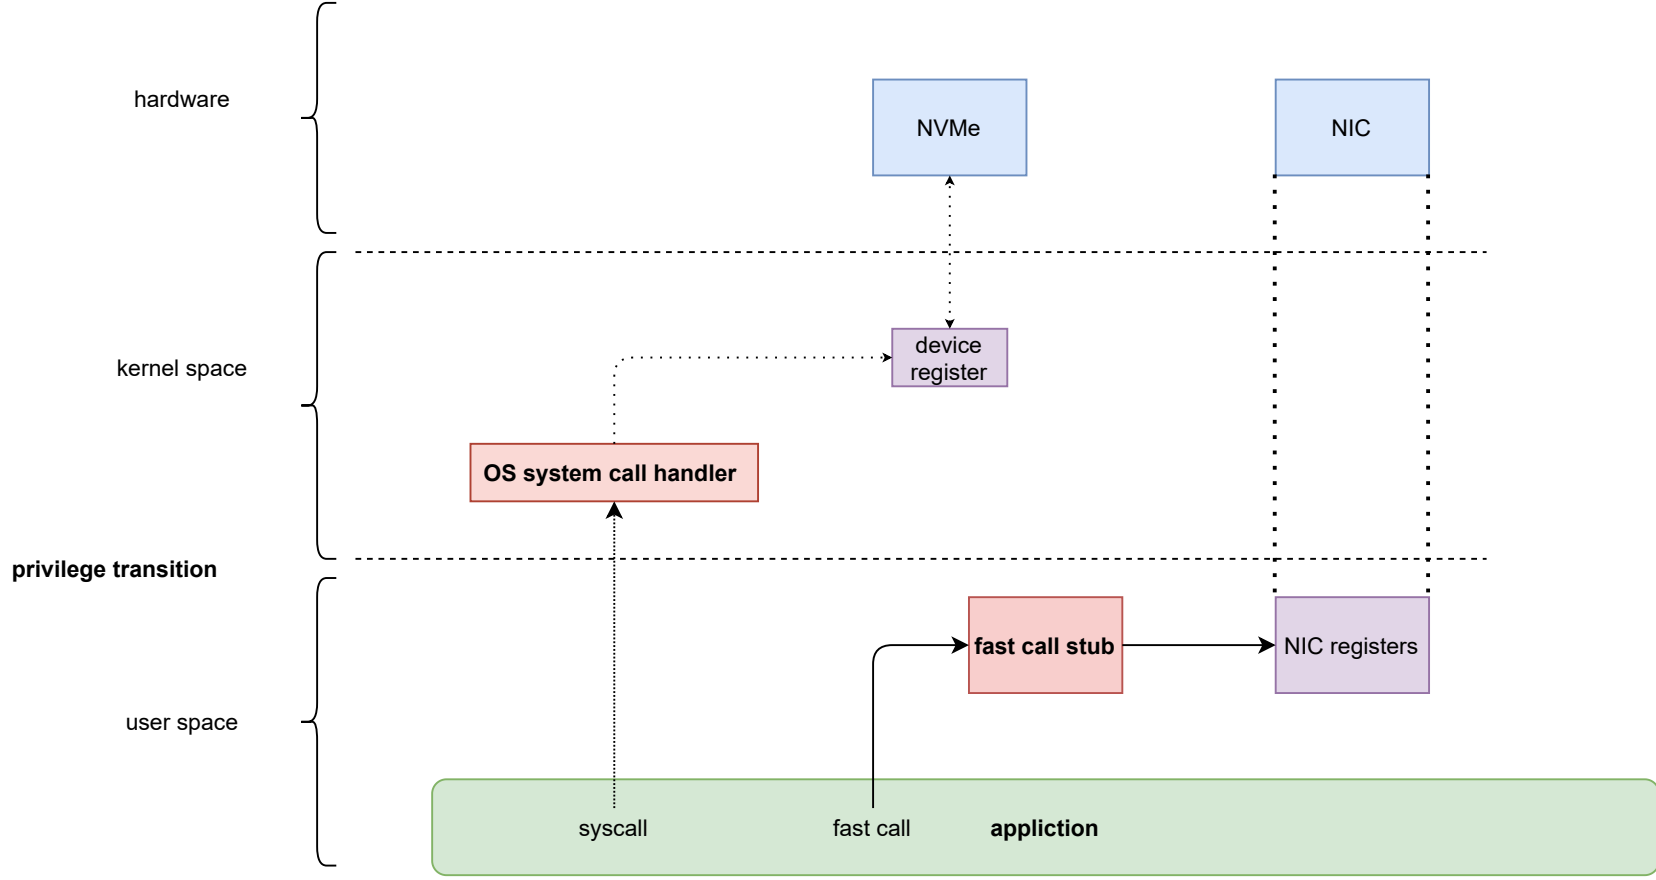 hardware
NVMe
NIC
device
register
kernel space
OS system call handler
privilege transition
fast call stub
NIC registers
user space
syscall
fast call
appliction